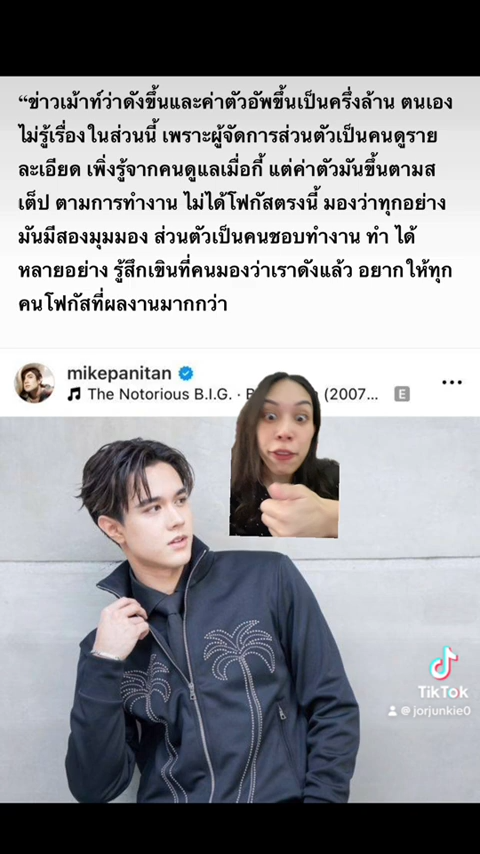 “ข่าวเม้าท์ว่าดังขึ้นและค่าตัวอัพขึ้นเป็นครึ่งล้าน ตนเอง
ไม่รู้เรื่องในส่วนนี้ เพราะผู้จัดการส่วนตัวเป็นคนดูราย
ละเอียด เพิ่งรู้จากคนดูแลเมื่อกี้ แต่ค่าตัวมันขึ้นตามส
เต็ป ตามการทำงาน ไม่ได้โฟกัสตรงนี้ มองว่าทุกอย่าง
มันมีสองมุมมอง ส่วนตัวเป็นคนชอบทำงาน ทำ ได้
หลายอย่าง รู้สึกเขินที่คนมองว่าเราดังแล้ว อยากให้ทุก
คนโฟกัสที่ผลงานมากกว่า
mikepanitan
The Notorious B.I.G. · (2007... E
TikTok
@jorjunkie0